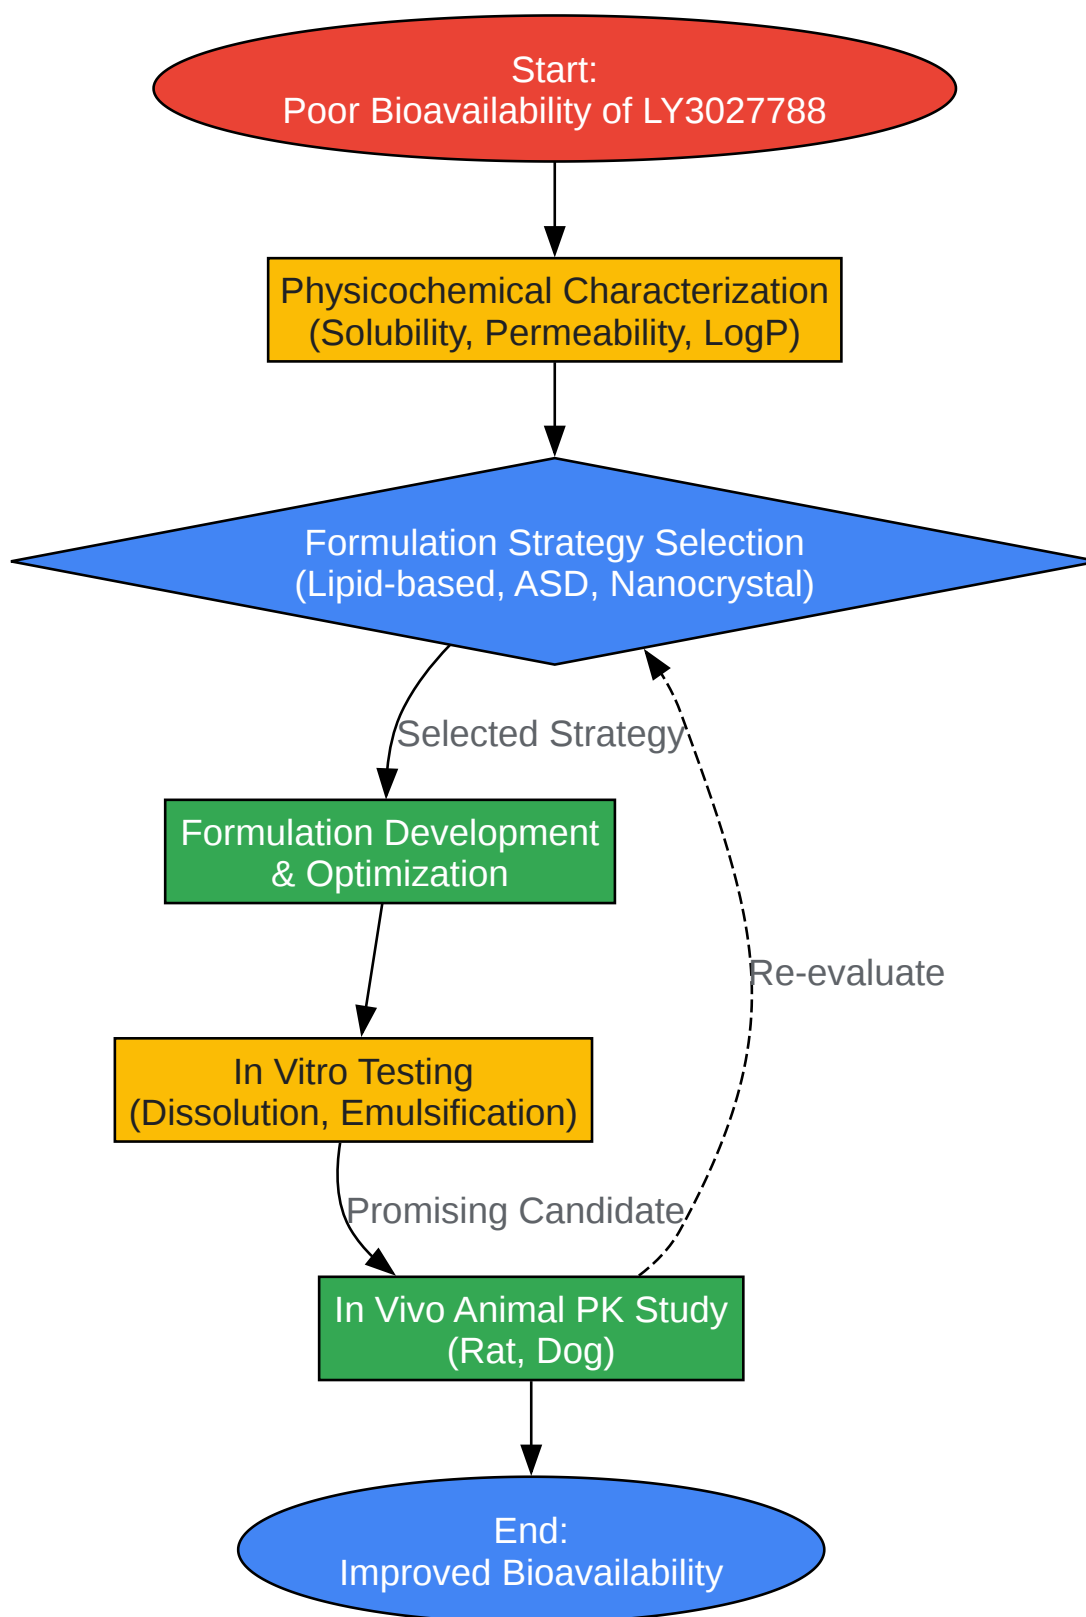 Start:
Poor Bioavailability of LY3027788
Physicochemical Characterization
(Solubility, Permeability, LogP)
Formulation Strategy Selection
(Lipid-based, ASD, Nanocrystal)
Selected Strategy
Formulation Development
& Optimization
Re-evaluate
In Vitro Testing
(Dissolution, Emulsification)
Promising Candidate
In Vivo Animal PK Study
(Rat, Dog)
End:
Improved Bioavailability